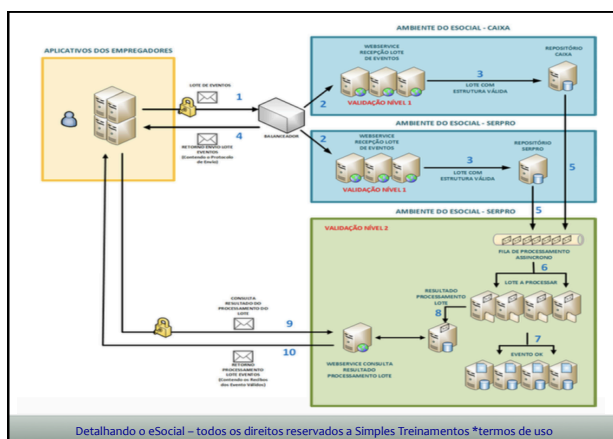 AMBIENTE DO ESOCIAL - CAIXA
APLICATIVOS DOS EMPREGADORES
WEBSERVICE
RECEPÇÃO LOTE
DE EVENTOS
REPOSITÓRIO
CAIXA
LOTE DE EVENTOS
1
2
3
LOTE COM
ESTRUTURA VÁLIDA
VALIDAÇÃO NÍVEL 1
4
BALANCEADOR
RETORNO ENVIO LOTE
EVENTOS
(Contendo o Protocolo
de Envio)
AMBIENTE DO ESOCIAL - SERPRO
2
WEBSERVICE
RECEPÇÃO LOTE
DE EVENTOS
REPOSITÓRIO
SERPRO
3
LOTE COM
ESTRUTURA VÁLIDA
5
VALIDAÇÃO NÍVEL 1
5
AMBIENTE DO ESOCIAL - SERPRO
VALIDAÇÃO NÍVEL 2
PILA DE PROCESSAMENTO
ASSINCRONO
6
LOTE A PROCESSAR
RESULTADO
PROCESSAMENTO
LOTE
8
7
EVENTO OK
CONSULTA
RESULTADO DO
PROCESSAMENTO DO
LOTE
9
10
RETORNO
PROCESSAMENTO
LOTE EVENTOS
(Contendo os Recibos
dos Evento Válidos)
WEBSERVICE CONSULTA
RESULTADO
PROCESSAMENTO LOTE
Detalhando o eSocial – todos os direitos reservados a Simples Treinamentos *termos de uso